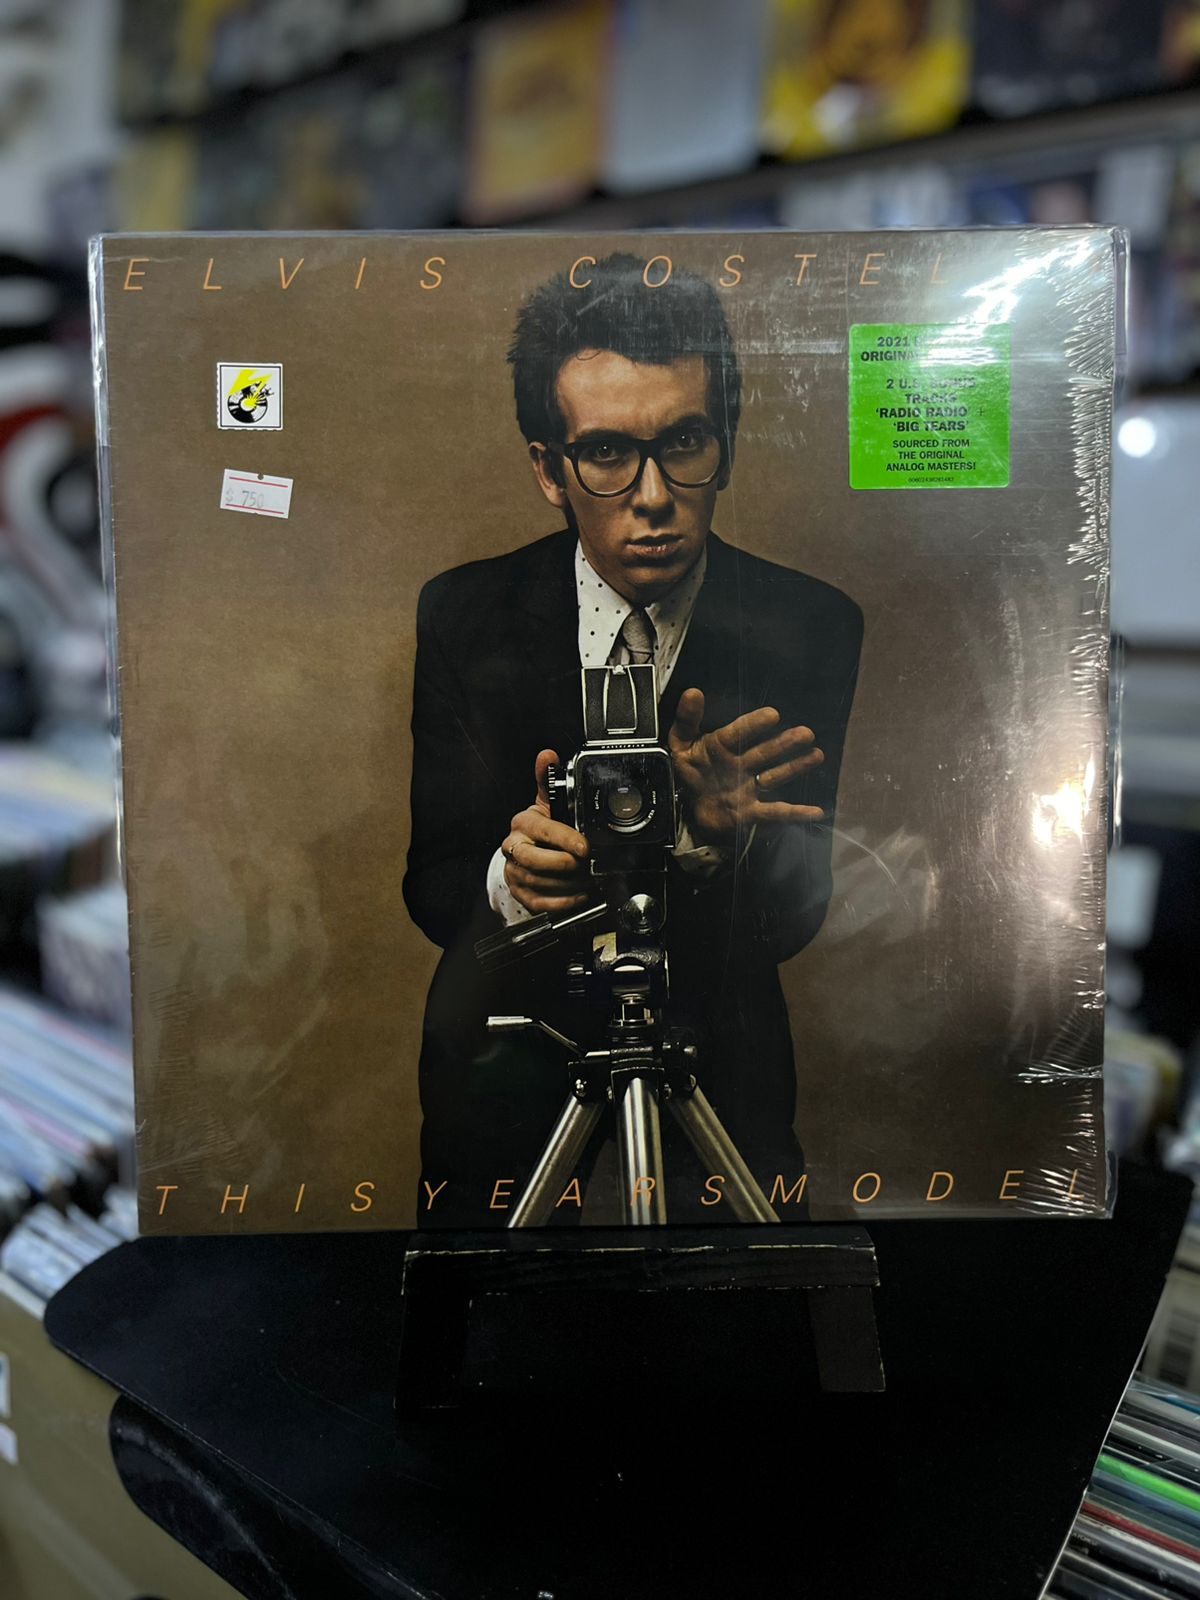 ELVIS COSTEL
2021
ORIGINAL
2 U.S. BONUS
TRACKS
'RADIO RADIO' +
'BIG TEARS'
SOURCED FROM
THE ORIGINAL
ANALOG MASTERS!
$ 750
HASSELBLAD
THISYEARSMODEL